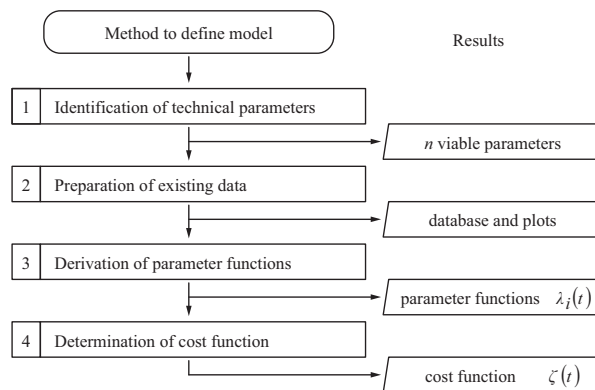 Method to define model
Results
1 Identification of technical parameters
n viable parameters
2 Preparation of existing data
database and plots
3 Derivation of parameter functions
parameter functions λᵢ(t)
4 Determination of cost function
cost function ζ(t)